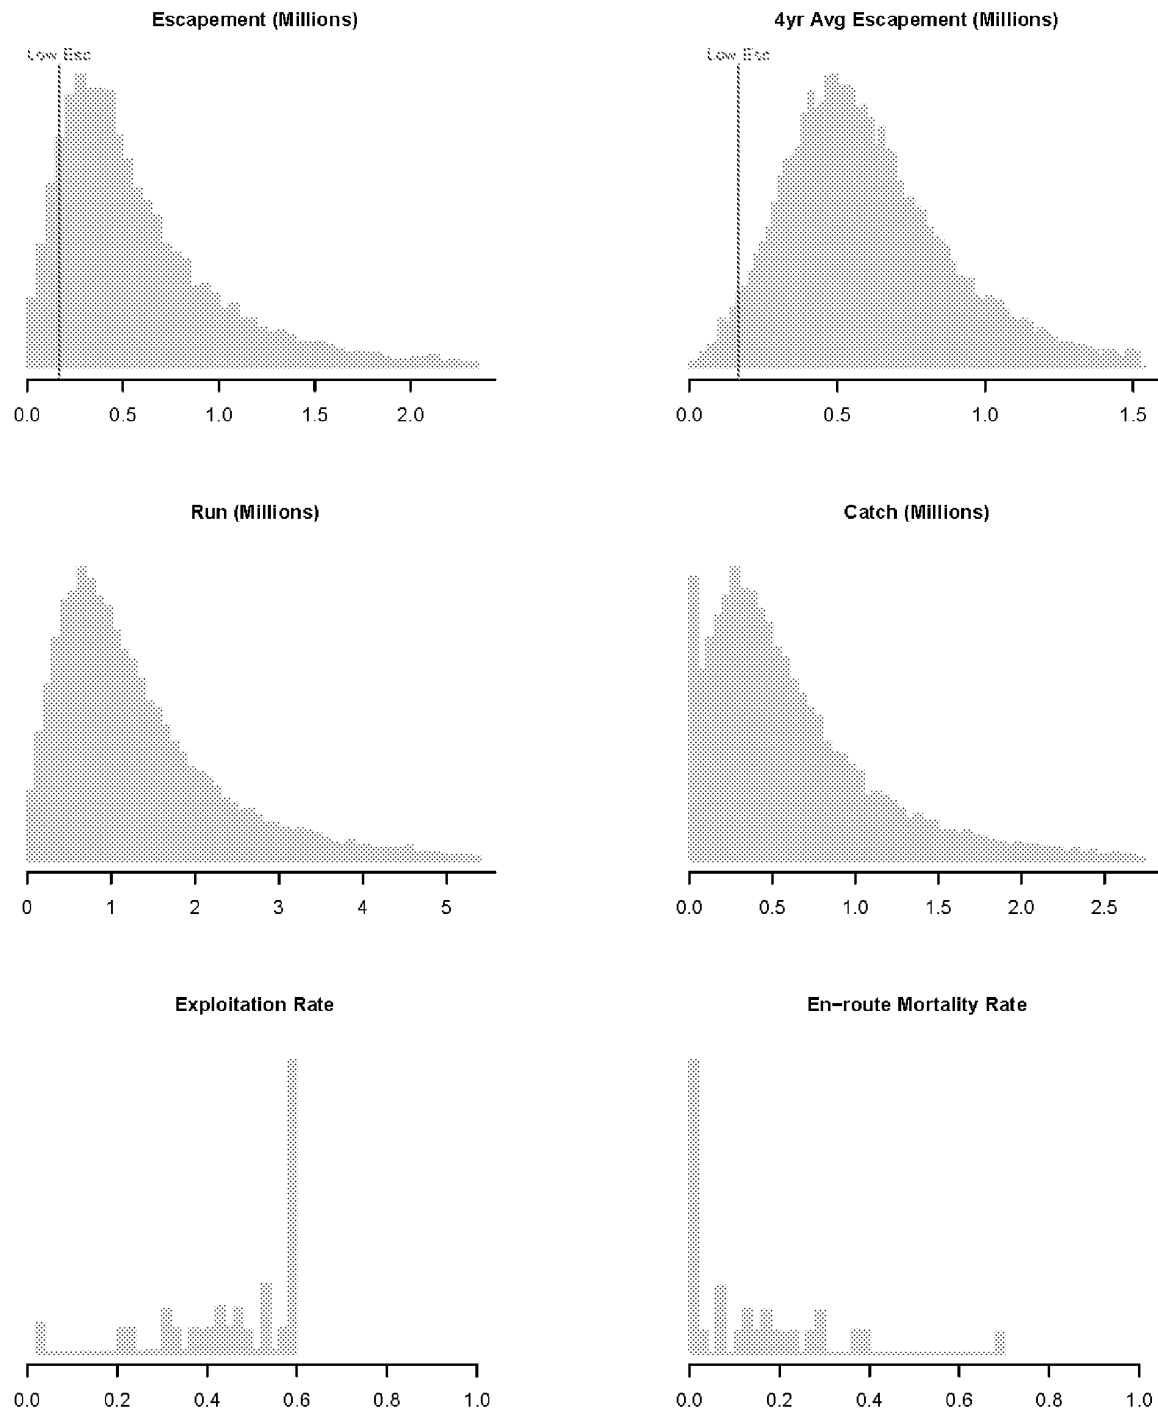 Escapement (Millions)
4yr Avg Escapement (Millions)
Low Esc
Low Esc
0.0 0.5 1.0 1.5 2.0
0.0 0.5 1.0 1.5
Run (Millions)
Catch (Millions)
0 1 2 3 4 5
0.0 0.5 1.0 1.5 2.0 2.5
Exploitation Rate
En−route Mortality Rate
0.0 0.2 0.4 0.6 0.8 1.0
0.0 0.2 0.4 0.6 0.8 1.0